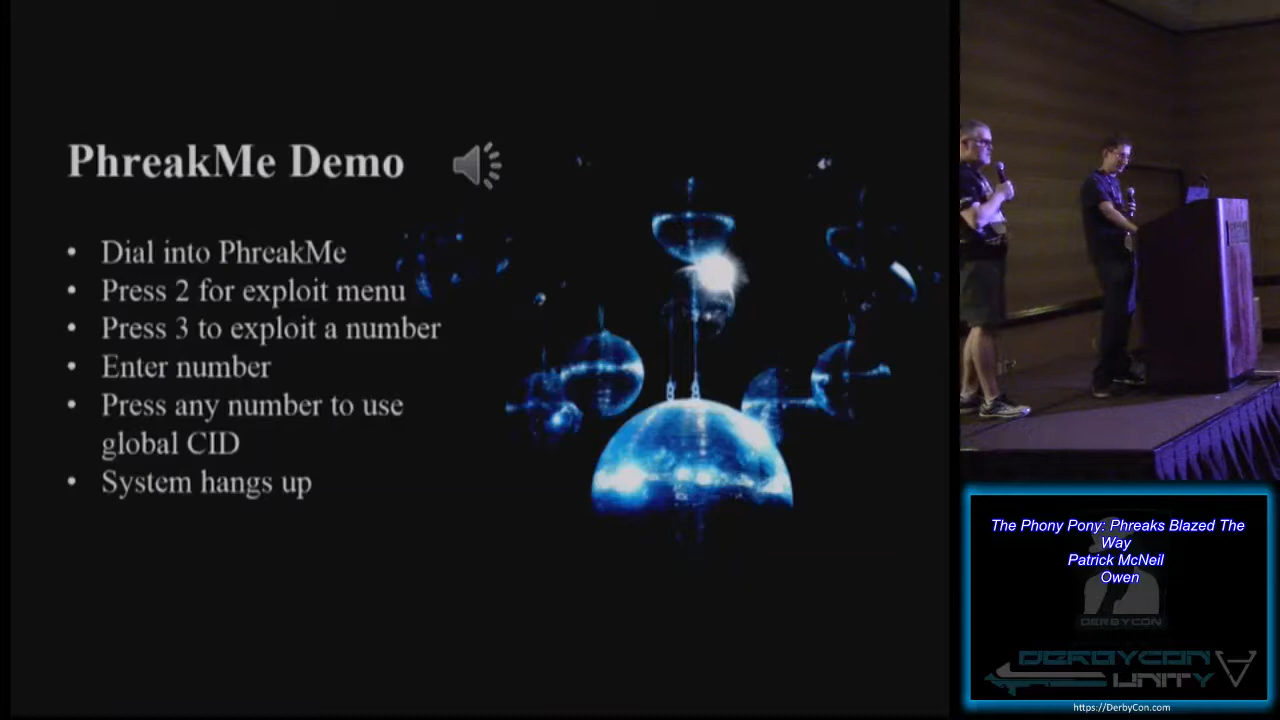 PhreakMe Demo
• Dial into PhreakMe
• Press 2 for exploit menu
• Press 3 to exploit a number
• Enter number
• Press any number to use
global CID
• System hangs up
The Phony Pony: Phreaks Blazed The
Way
Patrick McNeil
Owen
DERBYCON
DERBYCON
UNITY
https://DerbyCon.com